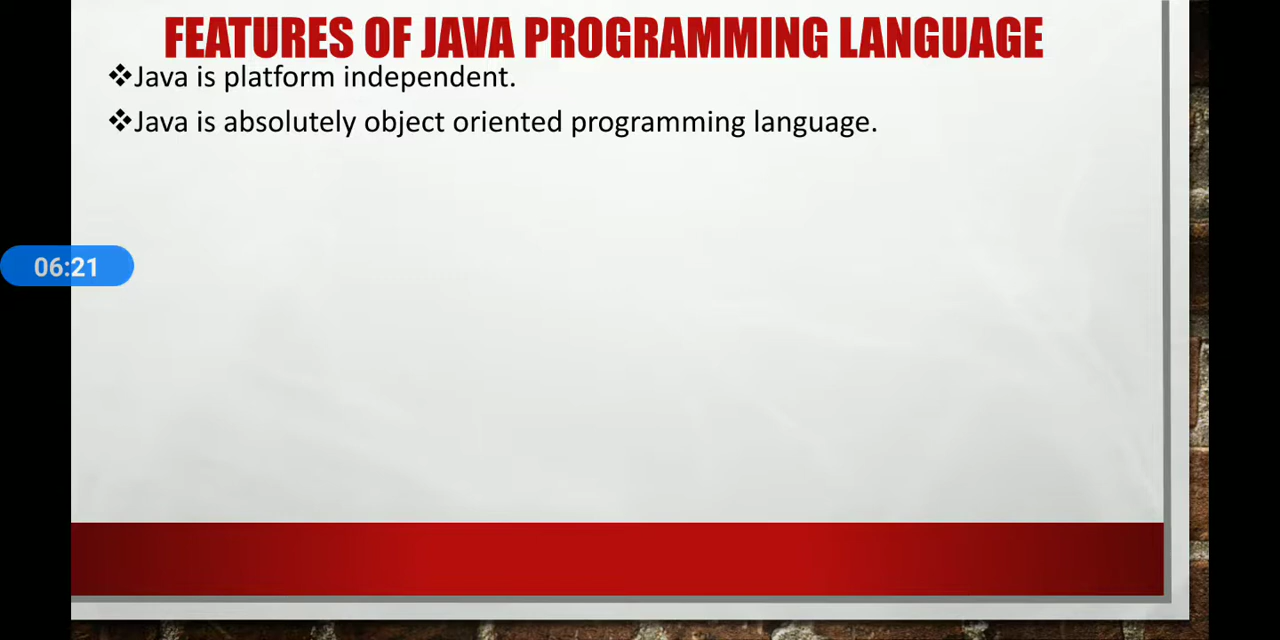 FEATURES OF JAVA PROGRAMMING LANGUAGE
❖Java is platform independent.
❖Java is absolutely object oriented programming language.
06:21